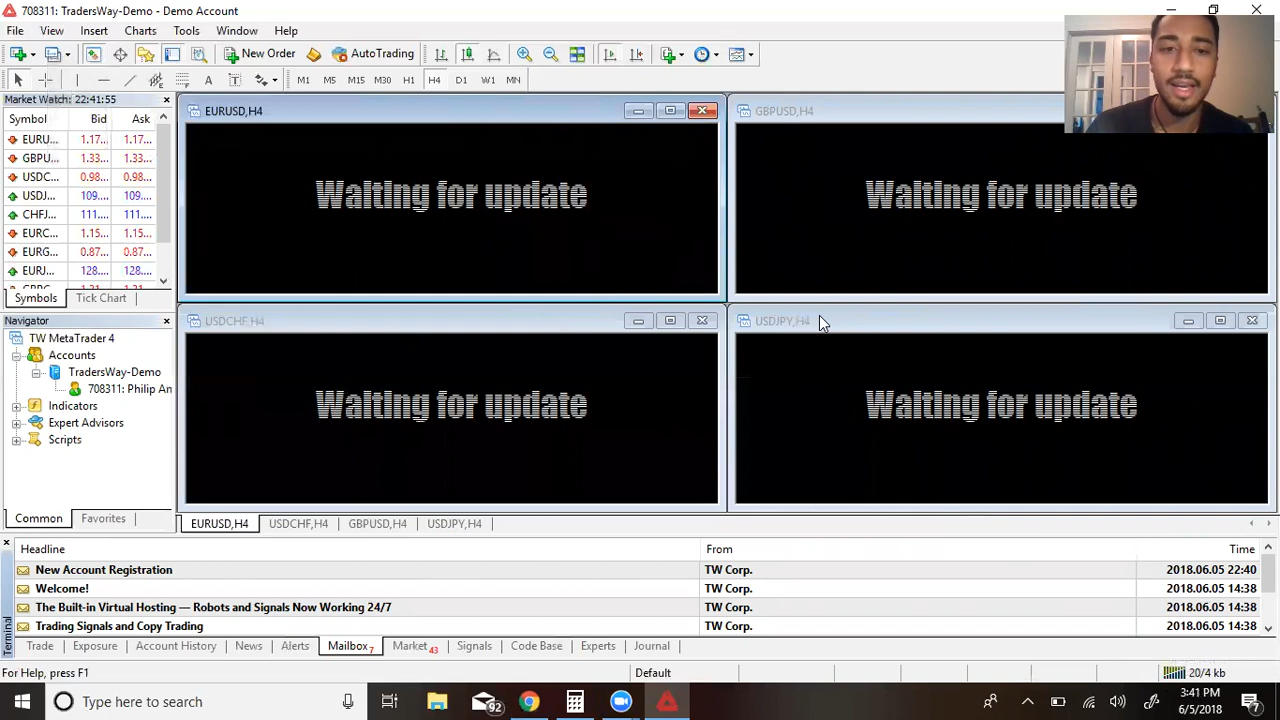 708311: TradersWay-Demo - Demo Account
File View Insert Charts Tools Window Help
New Order AutoTrading
M1 M5 M15 M30 H1 H4 D1 W1 MN
Market Watch: 22:41:55
Symbol Bid Ask
EURU... 1.17... 1.17...
GBPU... 1.33... 1.33...
USDC... 0.98... 0.98...
USDJ... 109.... 109....
CHFJ... 111.... 111....
EURC... 1.15... 1.15...
EURG... 0.87... 0.87...
EURJ... 128.... 128....
Symbols Tick Chart
Navigator
TW MetaTrader 4
Accounts
TradersWay-Demo
708311: Philip An
Indicators
Expert Advisors
Scripts
Common Favorites
EURUSD,H4
Waiting for update
GBPUSD,H4
Waiting for update
USDCHF,H4
Waiting for update
USDJPY,H4
Waiting for update
EURUSD,H4 USDCHF,H4 GBPUSD,H4 USDJPY,H4
Headline From Time
New Account Registration TW Corp. 2018.06.05 22:40
Welcome! TW Corp. 2018.06.05 14:38
The Built-in Virtual Hosting — Robots and Signals Now Working 24/7 TW Corp. 2018.06.05 14:38
Trading Signals and Copy Trading TW Corp. 2018.06.05 14:38
Terminal
Trade Exposure Account History News Alerts Mailbox 7 Market 43 Signals Code Base Experts Journal
For Help, press F1 Default 20/4 kb
Type here to search 92 3:41 PM
6/5/2018 7